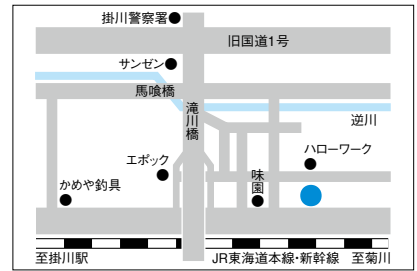 掛川警察署
旧国道1号
サンゼン
馬喰橋
滝川橋
逆川
ハローワーク
エポック
味園
かめや釣具
至掛川駅
JR東海道本線・新幹線
至菊川